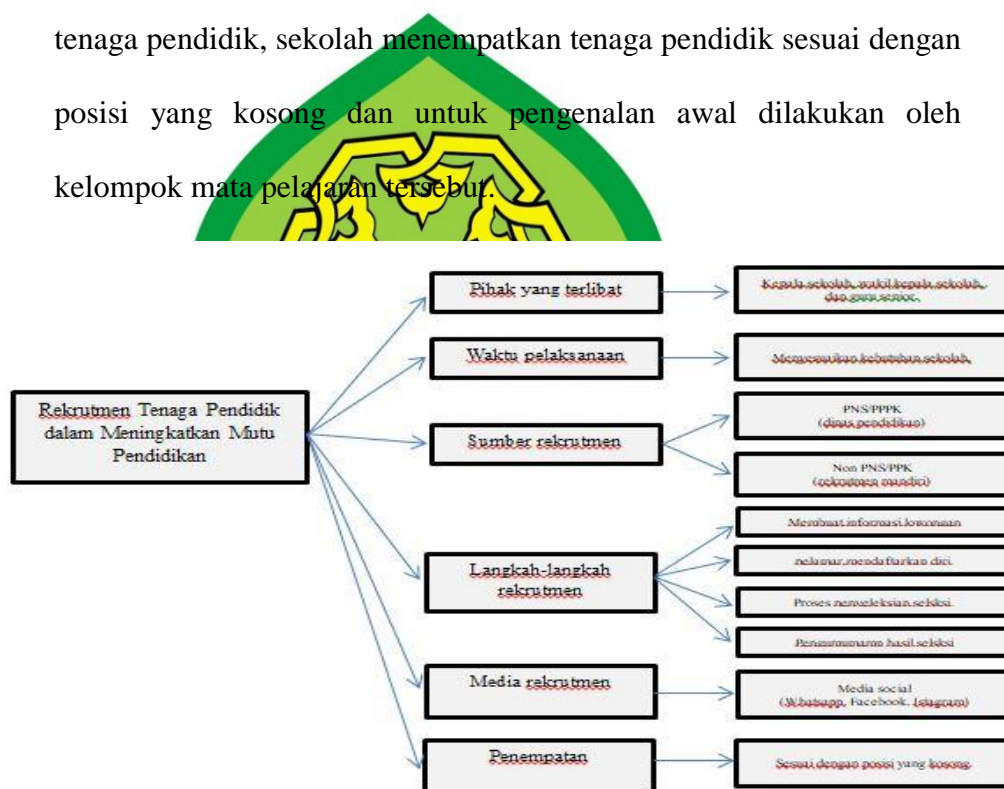 tenaga pendidik, sekolah menempatkan tenaga pendidik sesuai dengan
posisi yang kosong dan untuk pengenalan awal dilakukan oleh
kelompok mata pelajaran tersebut.
Rekrutmen Tenaga Pendidik
dalam Meningkatkan Mutu
Pendidikan
Pihak yang terlibat
Kepala sekolah, wakil kepala sekolah,
dan guru senior.
Waktu pelaksanaan
Menyesuaikan kebutuhan sekolah.
Sumber rekrutmen
PNS/PPPK
(dinas pendidikan)
Non PNS/PPK
(rekrutmen mandiri)
Langkah-langkah
rekrutmen
Membuat informasi lowongan
pelamar mendaftarkan diri.
Proses penyeleksian seleksi.
hasil seleksi
Media rekrutmen
Media social
(Whatsapp, Facebook, Istagram)
Penempatan
Sesuai dengan posisi yang kosong.